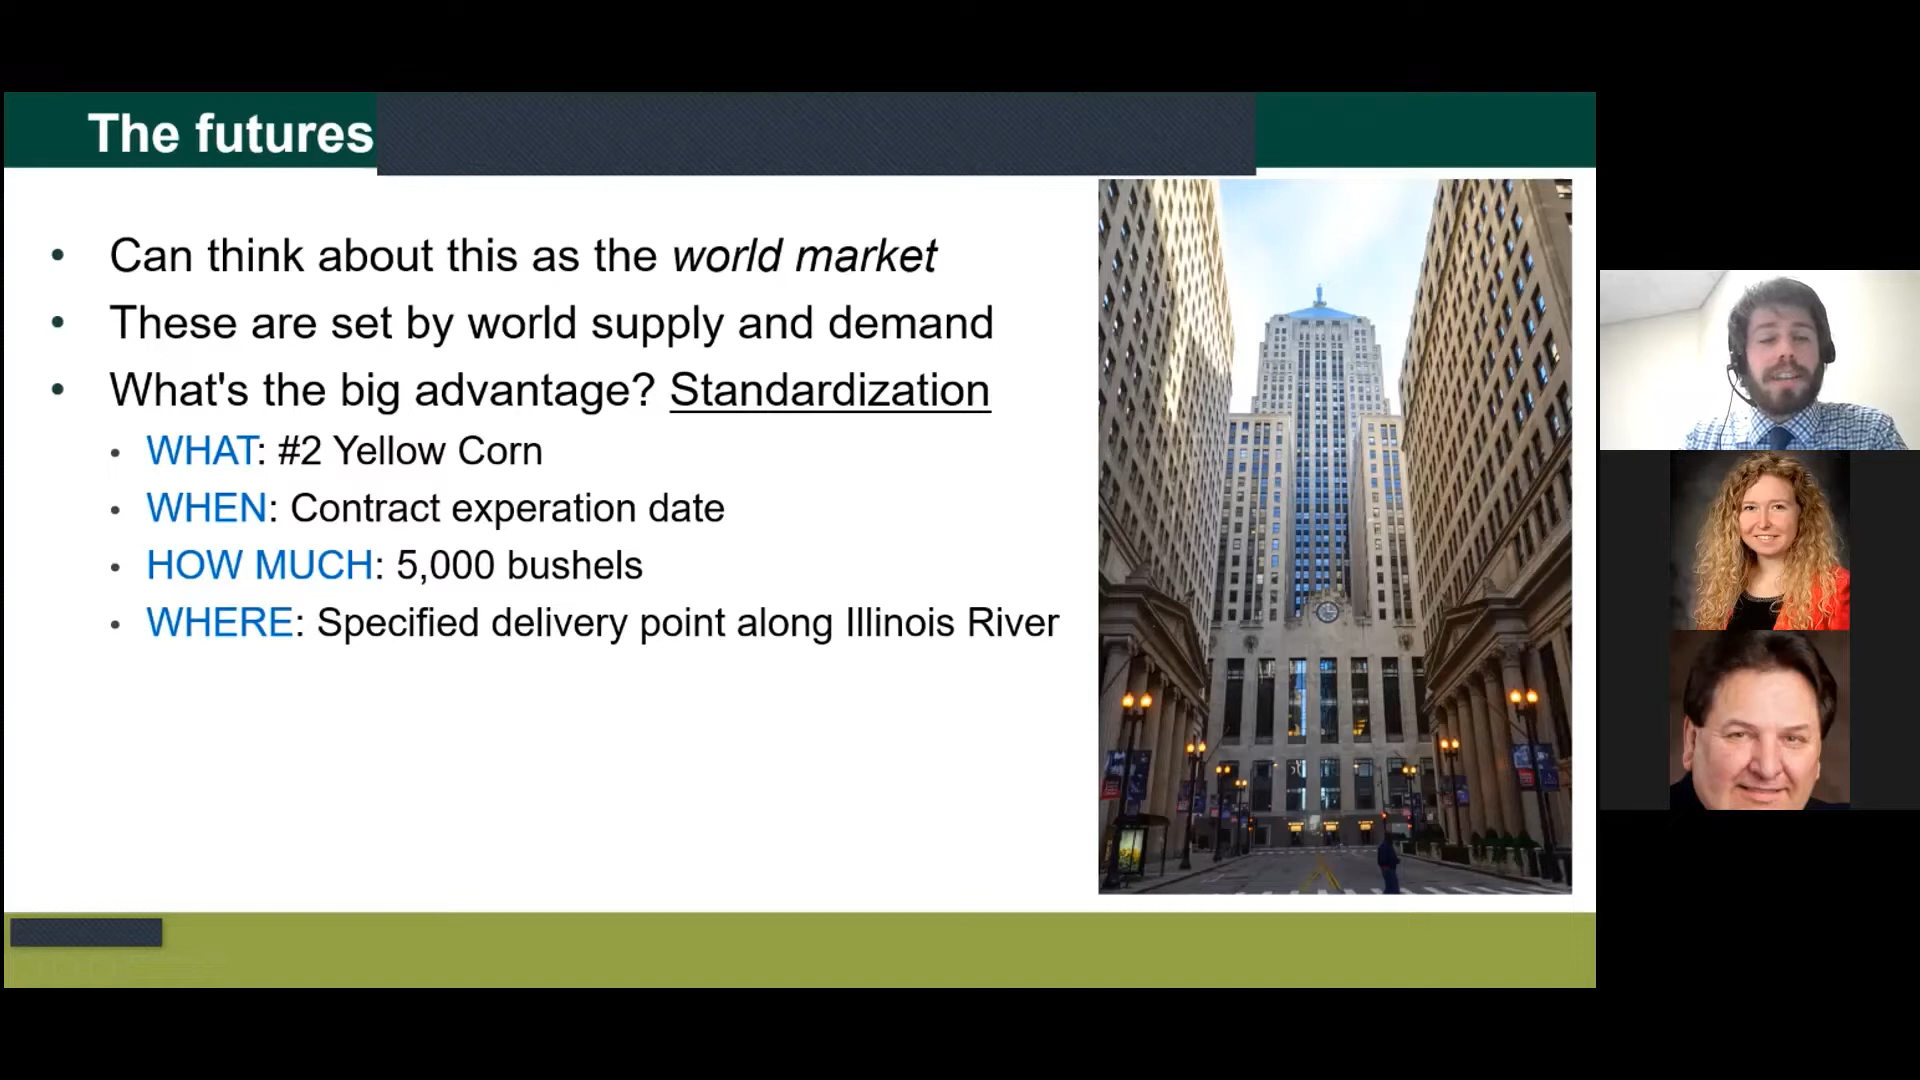 The futures
• Can think about this as the world market
• These are set by world supply and demand
• What's the big advantage? Standardization
• WHAT: #2 Yellow Corn
• WHEN: Contract experation date
• HOW MUCH: 5,000 bushels
• WHERE: Specified delivery point along Illinois River